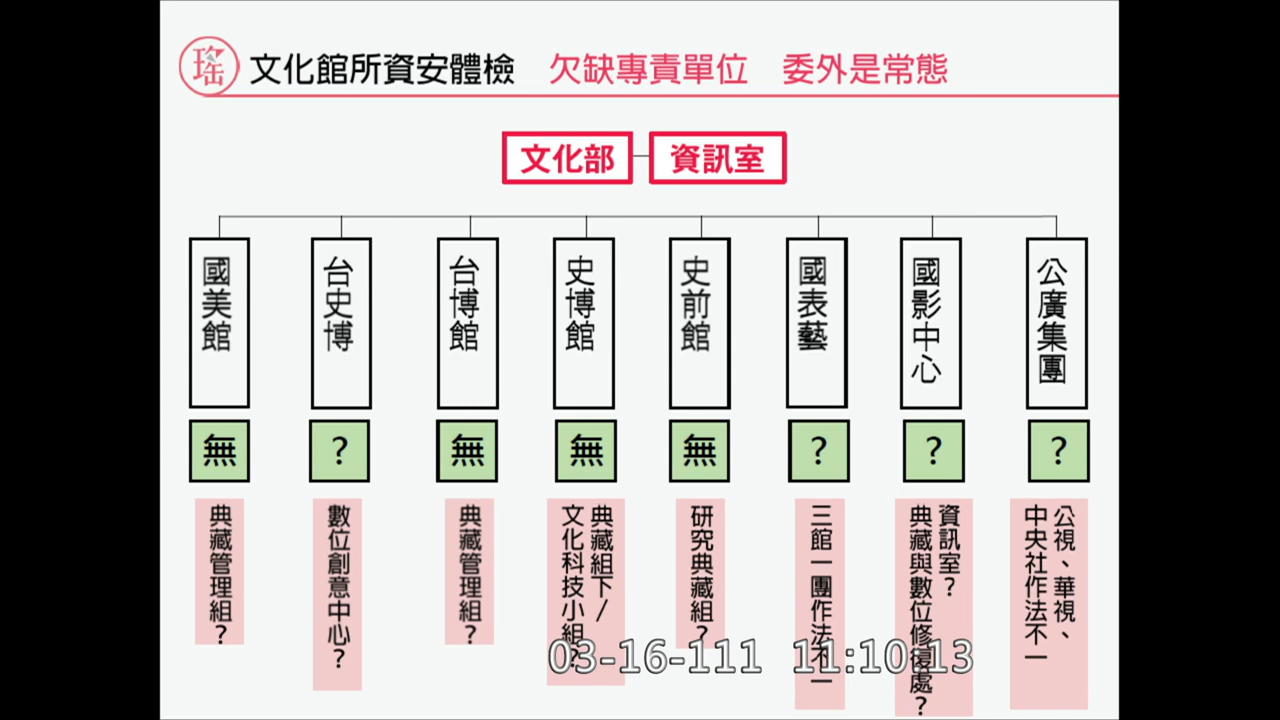 瑤
文化館所資安體檢 欠缺專責單位 委外是常態
文化部
資訊室
國美館
台史博
台博館
史博館
史前館
國表藝
國影中心
公廣集團
無
?
無
無
無
?
?
?
典藏管理組?
數位創意中心?
典藏管理組?
典藏組下/
文化科技小組?
研究典藏組?
三館一團作法不一
資訊室?
典藏與數位修復處?
公視、華視、
中央社作法不一
03-16-111 11:10:13